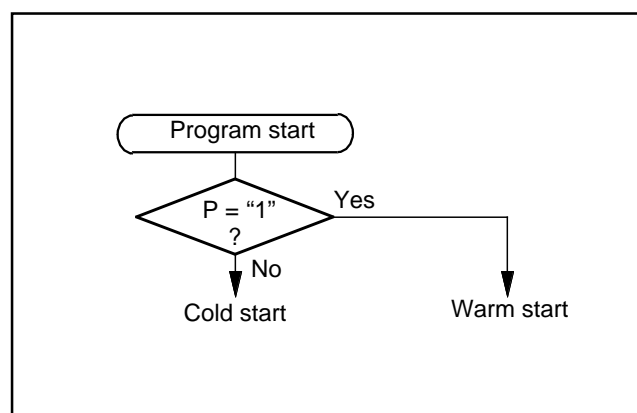 Program start
P = “1”
?
Yes
No
Cold start
Warm start